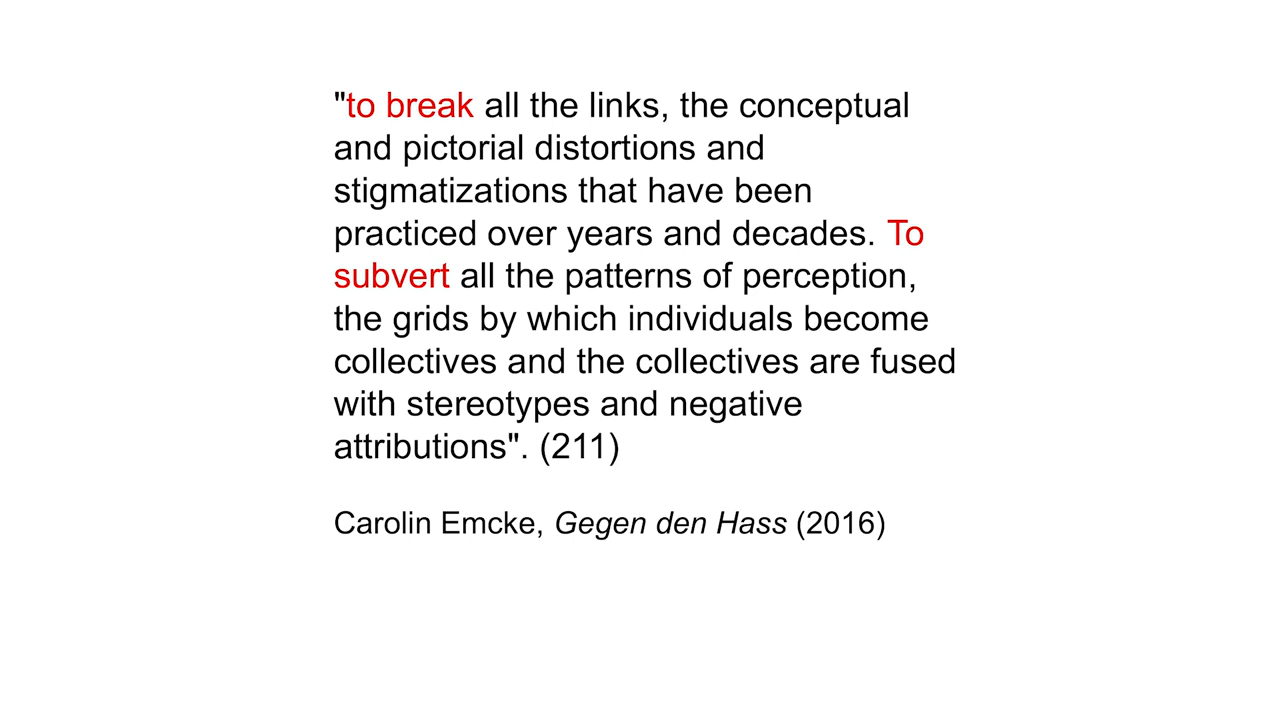 "to break all the links, the conceptual
and pictorial distortions and
stigmatizations that have been
practiced over years and decades. To
subvert all the patterns of perception,
the grids by which individuals become
collectives and the collectives are fused
with stereotypes and negative
attributions". (211)
Carolin Emcke, Gegen den Hass (2016)